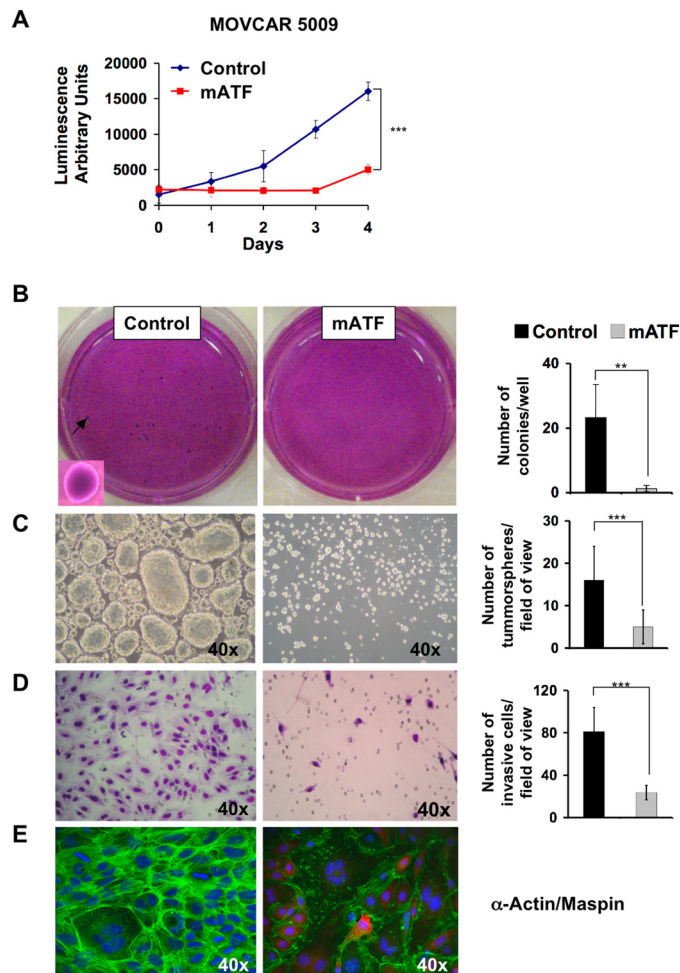 A
MOVCAR 5009
Luminescence
Arbitrary Units
20000
15000
10000
5000
0
Control
mATF
***
0 1 2 3 4
Days
B
Control
mATF
Control mATF
Number of
colonies/well
40
20
0
**
C
40x
40x
Number of
tummorspheres/
field of view
30
15
10
0
***
D
40x
40x
Number of
invasive cells/
field of view
120
80
40
0
***
E
40x
40x
α-Actin/Maspin